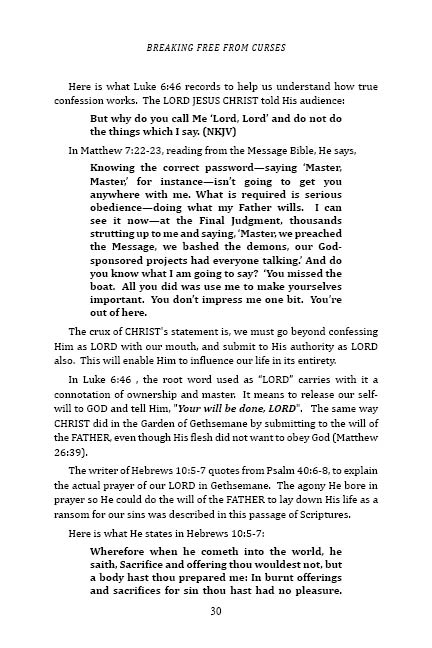 BREAKING FREE FROM CURSES
Here is what Luke 6:46 records to help us understand how true
confession works. The LORD JESUS CHRIST told His audience:
But why do you call Me ‘Lord, Lord’ and do not do
the things which I say. (NKJV)
In Matthew 7:22-23, reading from the Message Bible, He says,
Knowing the correct password—saying ‘Master,
Master,’ for instance—isn’t going to get you
anywhere with me. What is required is serious
obedience—doing what my Father wills. I can
see it now—at the Final Judgment, thousands
strutting up to me and saying, ‘Master, we preached
the Message, we bashed the demons, our God-
sponsored projects had everyone talking.’ And do
you know what I am going to say? ‘You missed the
boat. All you did was use me to make yourselves
important. You don’t impress me one bit. You’re
out of here.
The crux of CHRIST's statement is, we must go beyond confessing
Him as LORD with our mouth, and submit to His authority as LORD
also. This will enable Him to influence our life in its entirety.
In Luke 6:46 , the root word used as “LORD” carries with it a
connotation of ownership and master. It means to release our self-
will to GOD and tell Him, "Your will be done, LORD". The same way
CHRIST did in the Garden of Gethsemane by submitting to the will of
the FATHER, even though His flesh did not want to obey God (Matthew
26:39).
The writer of Hebrews 10:5-7 quotes from Psalm 40:6-8, to explain
the actual prayer of our LORD in Gethsemane. The agony He bore in
prayer so He could do the will of the FATHER to lay down His life as a
ransom for our sins was described in this passage of Scriptures.
Here is what He states in Hebrews 10:5-7:
Wherefore when he cometh into the world, he
saith, Sacrifice and offering thou wouldest not, but
a body hast thou prepared me: In burnt offerings
and sacrifices for sin thou hast had no pleasure.
30